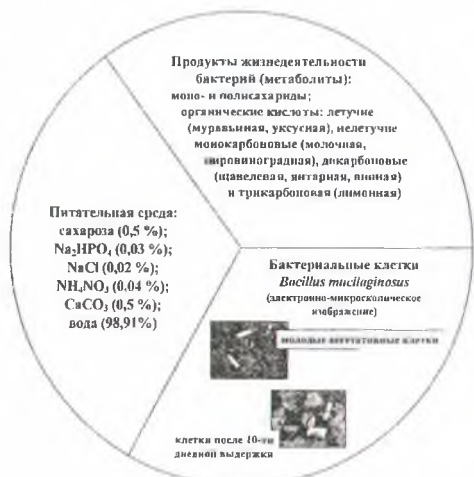 Продукты жизнедеятельности
бактерий (метаболиты):
моно- и полисахариды;
органические кислоты: летучие
(муравьиная, уксусная), нелетучие
монокарбоновые (молочная,
пировиноградная), дикарбоновые
(щавелевая, янтарная, винная)
и трикарбоновая (лимонная)
Питательная среда:
сахароза (0,5 %);
Na₂HPO₄ (0,03 %);
NaCl (0,02 %);
NH₄NO₃ (0,04 %);
CaCO₃ (0,5 %);
вода (98,91%)
Бактериальные клетки
Bacillus mucilaginosus
(электронно-микроскопическое
изображение)
молодые вегетативные клетки
клетки после 10-ти
дневной выдержки